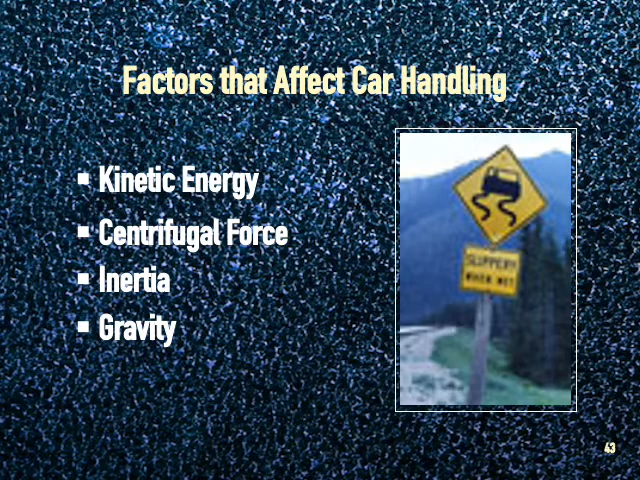 Factors that Affect Car Handling
▪ Kinetic Energy
▪ Centrifugal Force
▪ Inertia
▪ Gravity
SLIPPERY
WHEN WET
43